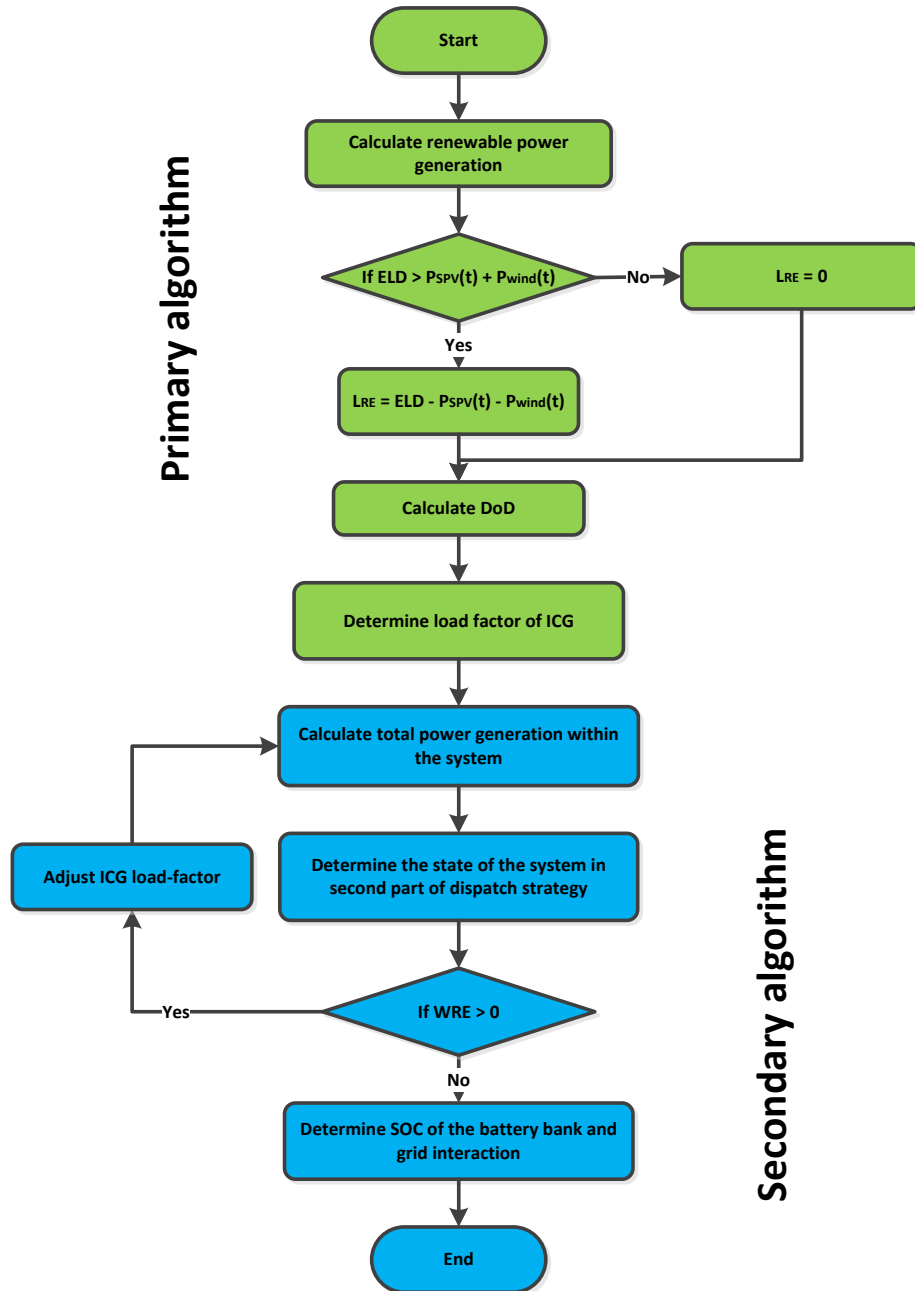 Start
Calculate renewable power
generation
If ELD > PSPV(t) + Pwind(t)
No
LRE = 0
Yes
LRE = ELD - PSPV(t) - Pwind(t)
Calculate DoD
Determine load factor of ICG
Primary algorithm
Calculate total power generation within
the system
Determine the state of the system in
second part of dispatch strategy
Adjust ICG load-factor
If WRE > 0
Yes
No
Determine SOC of the battery bank and
grid interaction
End
Secondary algorithm